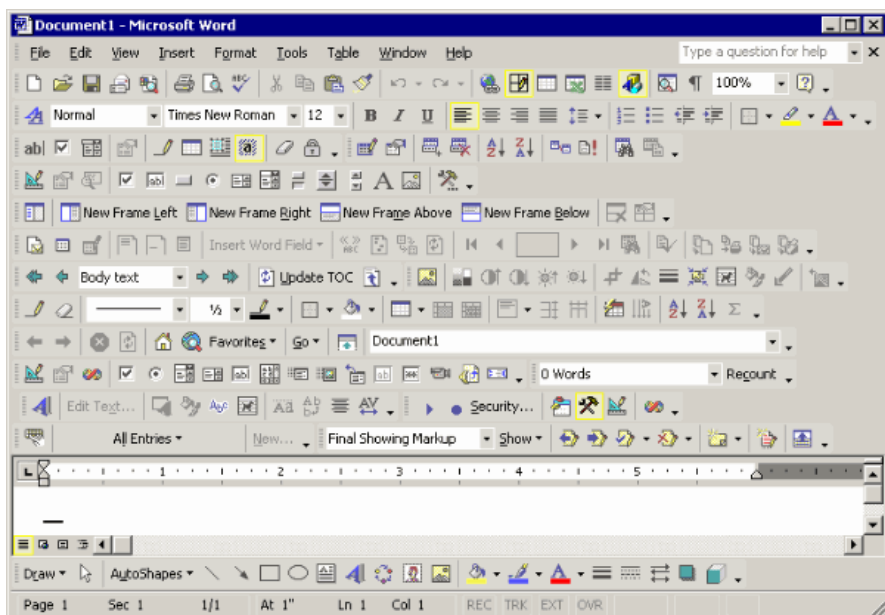 Document1 - Microsoft Word
File Edit View Insert Format Tools Table Window Help Type a question for help
100%
Normal Times New Roman 12 B I U A
ab| a
ab| A
New Frame Left New Frame Right New Frame Above New Frame Below
Insert Word Field
Body text Update TOC
½
Favorites Go Document1
0 Words Recount
Edit Text... Security...
All Entries New... Final Showing Markup Show
1 2 3 4 5
Draw AutoShapes
Page 1 Sec 1 1/1 At 1" Ln 1 Col 1 REC TRK EXT OVR